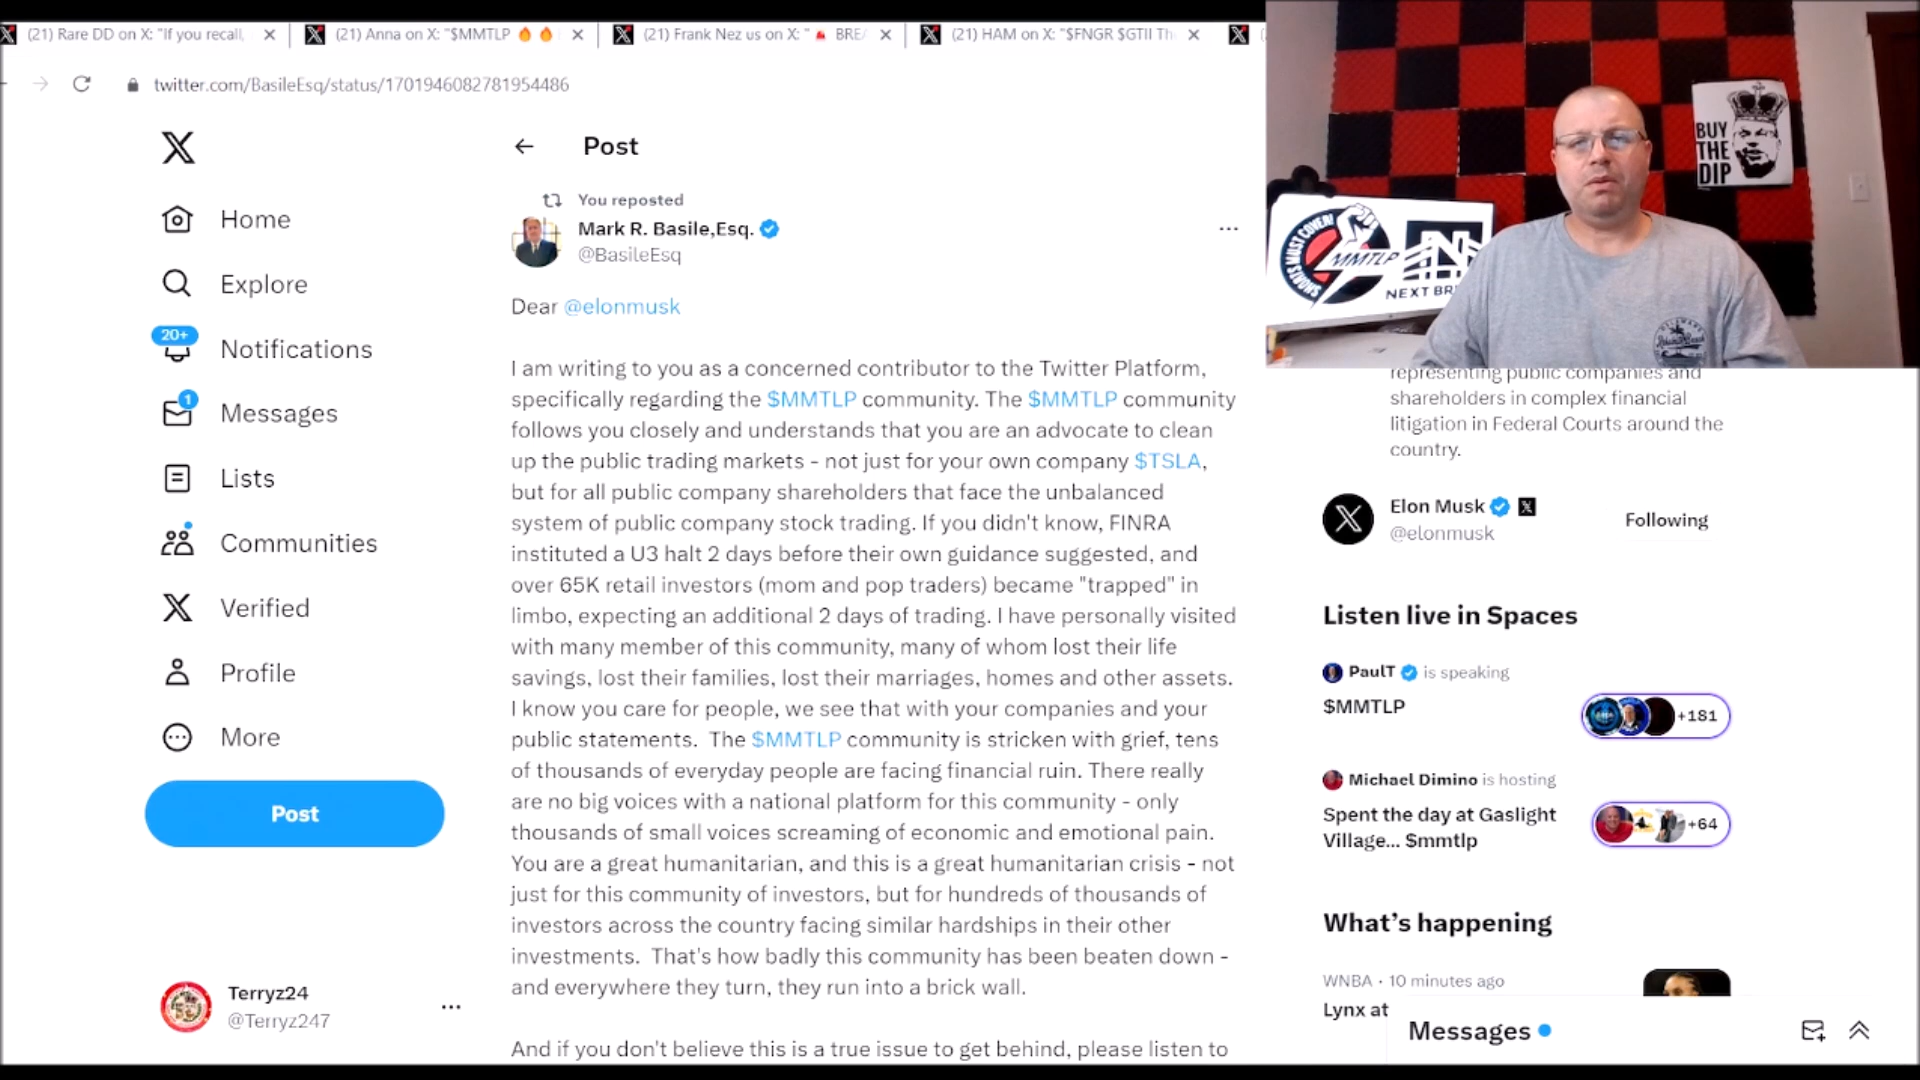 (21) Rare DD on X: "If you recall,
(21) Anna on X: "$MMTLP 🔥 🔥
(21) Frank Nez us on X: " 🚨 BREA
(21) HAM on X: "$FNGR $GTII Th
twitter.com/BasileEsq/status/1701946082781954486
Home
Explore
20+
Notifications
1
Messages
Lists
Communities
Verified
Profile
More
Post
Terryz24
@Terryz247
Post
You reposted
Mark R. Basile,Esq.
@BasileEsq
Dear @elonmusk
I am writing to you as a concerned contributor to the Twitter Platform,
specifically regarding the $MMTLP community. The $MMTLP community
follows you closely and understands that you are an advocate to clean
up the public trading markets - not just for your own company $TSLA,
but for all public company shareholders that face the unbalanced
system of public company stock trading. If you didn't know, FINRA
instituted a U3 halt 2 days before their own guidance suggested, and
over 65K retail investors (mom and pop traders) became "trapped" in
limbo, expecting an additional 2 days of trading. I have personally visited
with many member of this community, many of whom lost their life
savings, lost their families, lost their marriages, homes and other assets.
I know you care for people, we see that with your companies and your
public statements.  The $MMTLP community is stricken with grief, tens
of thousands of everyday people are facing financial ruin. There really
are no big voices with a national platform for this community - only
thousands of small voices screaming of economic and emotional pain.
You are a great humanitarian, and this is a great humanitarian crisis - not
just for this community of investors, but for hundreds of thousands of
investors across the country facing similar hardships in their other
investments.  That's how badly this community has been beaten down -
and everywhere they turn, they run into a brick wall.
And if you don't believe this is a true issue to get behind, please listen to
BUY
THE
DIP
SHORTS MUST COVER!
MMTLP
NEXT BR
representing public companies and
shareholders in complex financial
litigation in Federal Courts around the
country.
Elon Musk
@elonmusk
Following
Listen live in Spaces
PaulT is speaking
$MMTLP
+181
Michael Dimino is hosting
Spent the day at Gaslight
Village... $mmtlp
+64
What's happening
WNBA · 10 minutes ago
Lynx at
Messages